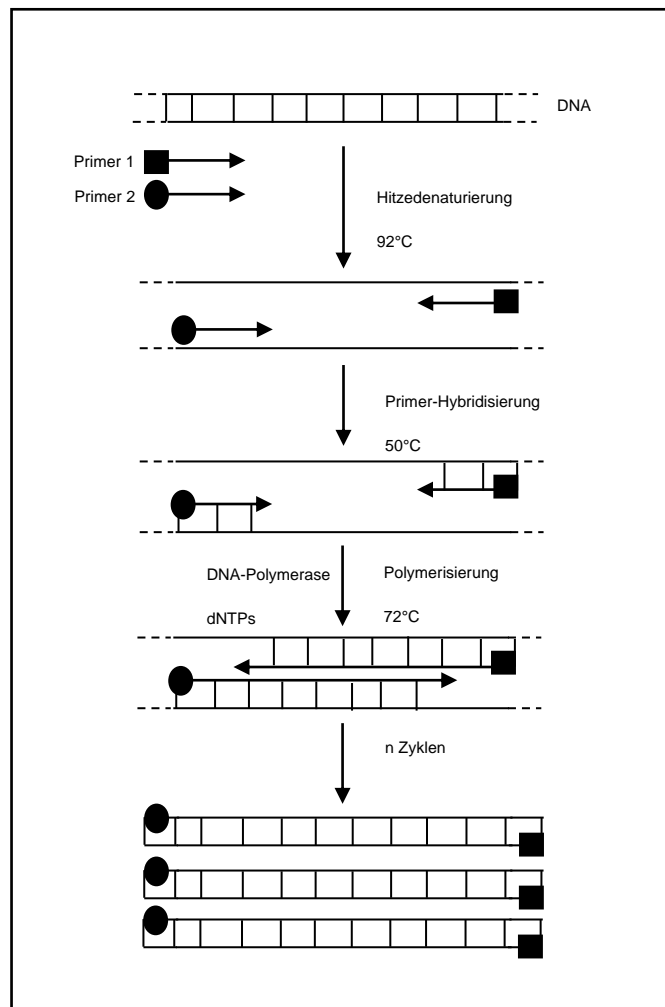 DNA
Primer 1
Primer 2
Hitzedenaturierung
92°C
Primer-Hybridisierung
50°C
DNA-Polymerase
Polymerisierung
dNTPs
72°C
n Zyklen